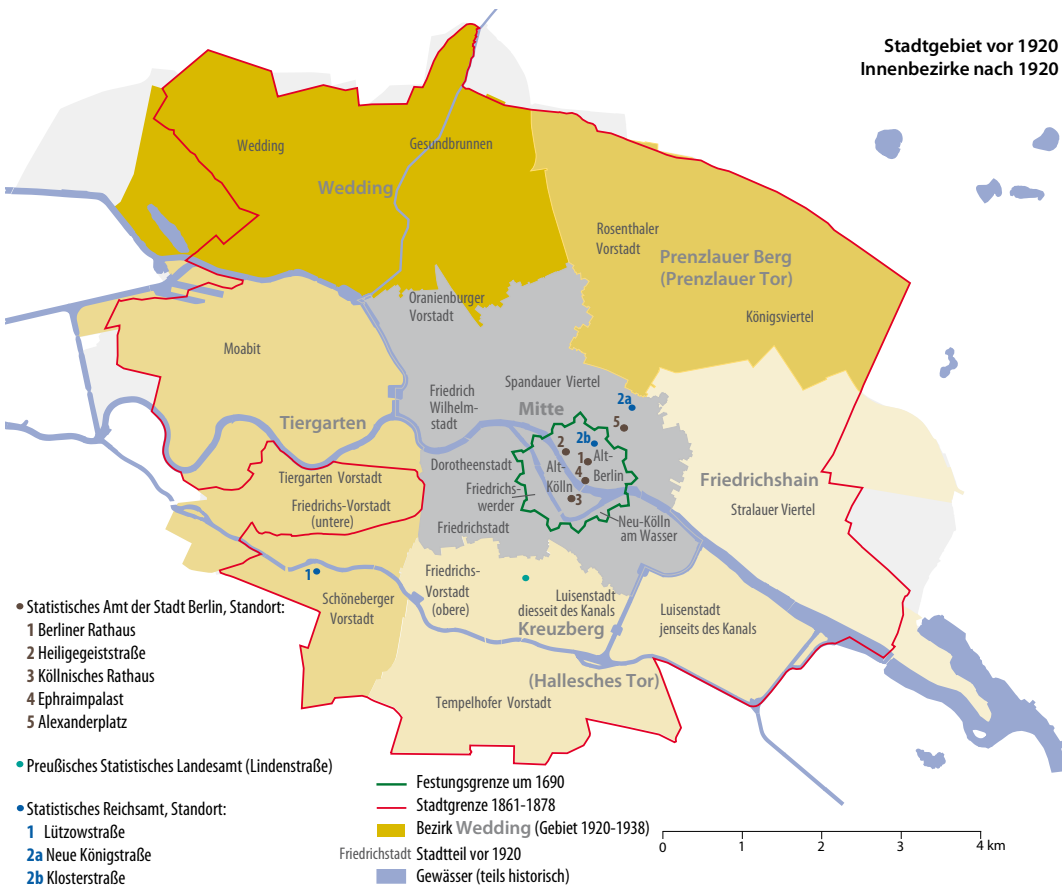 Stadtgebiet vor 1920
Innenbezirke nach 1920
Wedding
Gesundbrunnen
Wedding
Rosenthaler
Vorstadt
Prenzlauer Berg
(Prenzlauer Tor)
Oranienburger
Vorstadt
Königsviertel
Moabit
Spandauer Viertel
Friedrich
Wilhelm-
stadt
2a
Mitte
5
Tiergarten
2
2b
1
Alt-
Berlin
Dorotheenstadt
Alt-
Kölln
4
Tiergarten Vorstadt
Friedrichs-
werder
3
Friedrichshain
Friedrichs-Vorstadt
(untere)
Stralauer Viertel
Friedrichstadt
Neu-Kölln
am Wasser
1
Friedrichs-
Vorstadt
(obere)
Schöneberger
Vorstadt
Luisenstadt
diesseit des Kanals
Luisenstadt
jenseits des Kanals
Kreuzberg
(Hallesches Tor)
Tempelhofer Vorstadt
Statistisches Amt der Stadt Berlin, Standort:
1 Berliner Rathaus
2 Heiligegeiststraße
3 Köllnisches Rathaus
4 Ephraimpalast
5 Alexanderplatz
Preußisches Statistisches Landesamt (Lindenstraße)
Statistisches Reichsamt, Standort:
1 Lützowstraße
2a Neue Königstraße
2b Klosterstraße
Festungsgrenze um 1690
Stadtgrenze 1861-1878
Bezirk Wedding (Gebiet 1920-1938)
Friedrichstadt Stadtteil vor 1920
Gewässer (teils historisch)
0 1 2 3 4 km